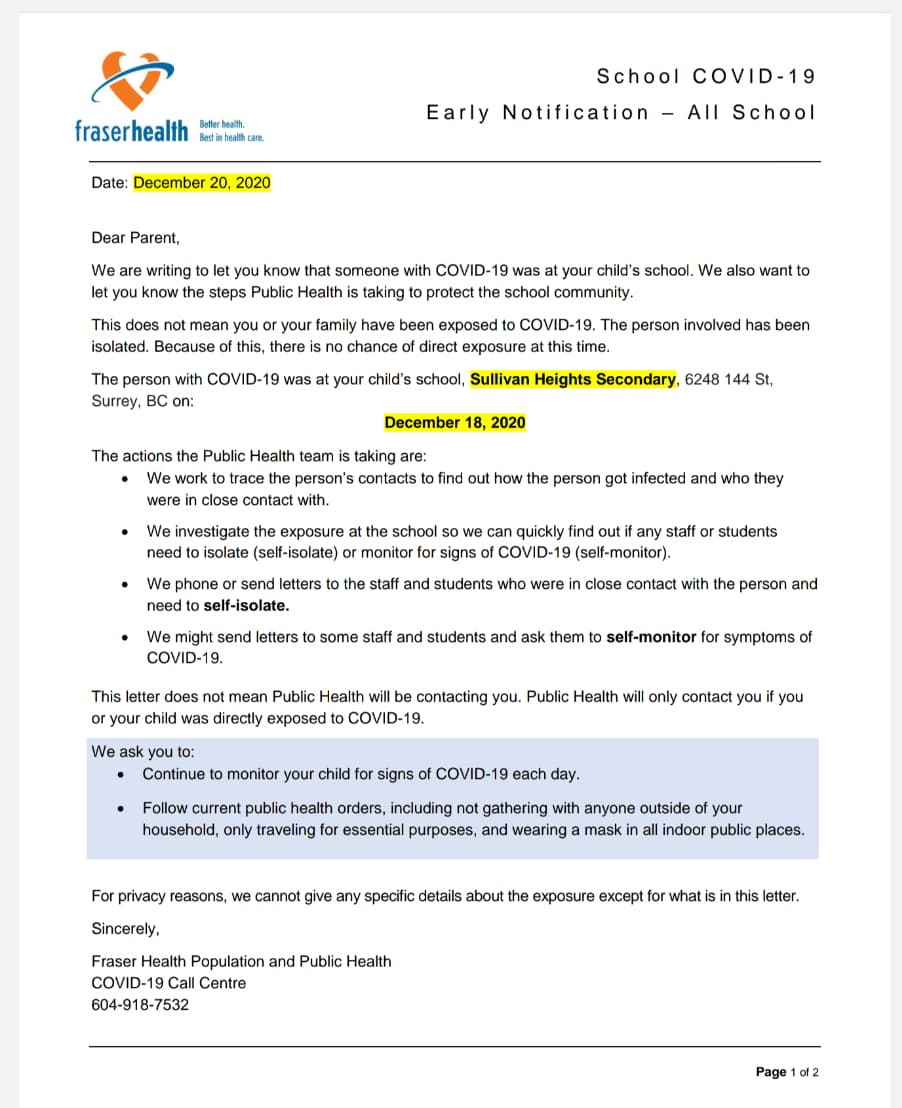 School COVID-19
Early Notification – All School
fraserhealth
Better health.
Best in health care.
Date: December 20, 2020
Dear Parent,
We are writing to let you know that someone with COVID-19 was at your child's school. We also want to
let you know the steps Public Health is taking to protect the school community.
This does not mean you or your family have been exposed to COVID-19. The person involved has been
isolated. Because of this, there is no chance of direct exposure at this time.
The person with COVID-19 was at your child's school, Sullivan Heights Secondary, 6248 144 St,
Surrey, BC on:
December 18, 2020
The actions the Public Health team is taking are:
• We work to trace the person's contacts to find out how the person got infected and who they
were in close contact with.
• We investigate the exposure at the school so we can quickly find out if any staff or students
need to isolate (self-isolate) or monitor for signs of COVID-19 (self-monitor).
• We phone or send letters to the staff and students who were in close contact with the person and
need to self-isolate.
• We might send letters to some staff and students and ask them to self-monitor for symptoms of
COVID-19.
This letter does not mean Public Health will be contacting you. Public Health will only contact you if you
or your child was directly exposed to COVID-19.
We ask you to:
• Continue to monitor your child for signs of COVID-19 each day.
• Follow current public health orders, including not gathering with anyone outside of your
household, only traveling for essential purposes, and wearing a mask in all indoor public places.
For privacy reasons, we cannot give any specific details about the exposure except for what is in this letter.
Sincerely,
Fraser Health Population and Public Health
COVID-19 Call Centre
604-918-7532
Page 1 of 2